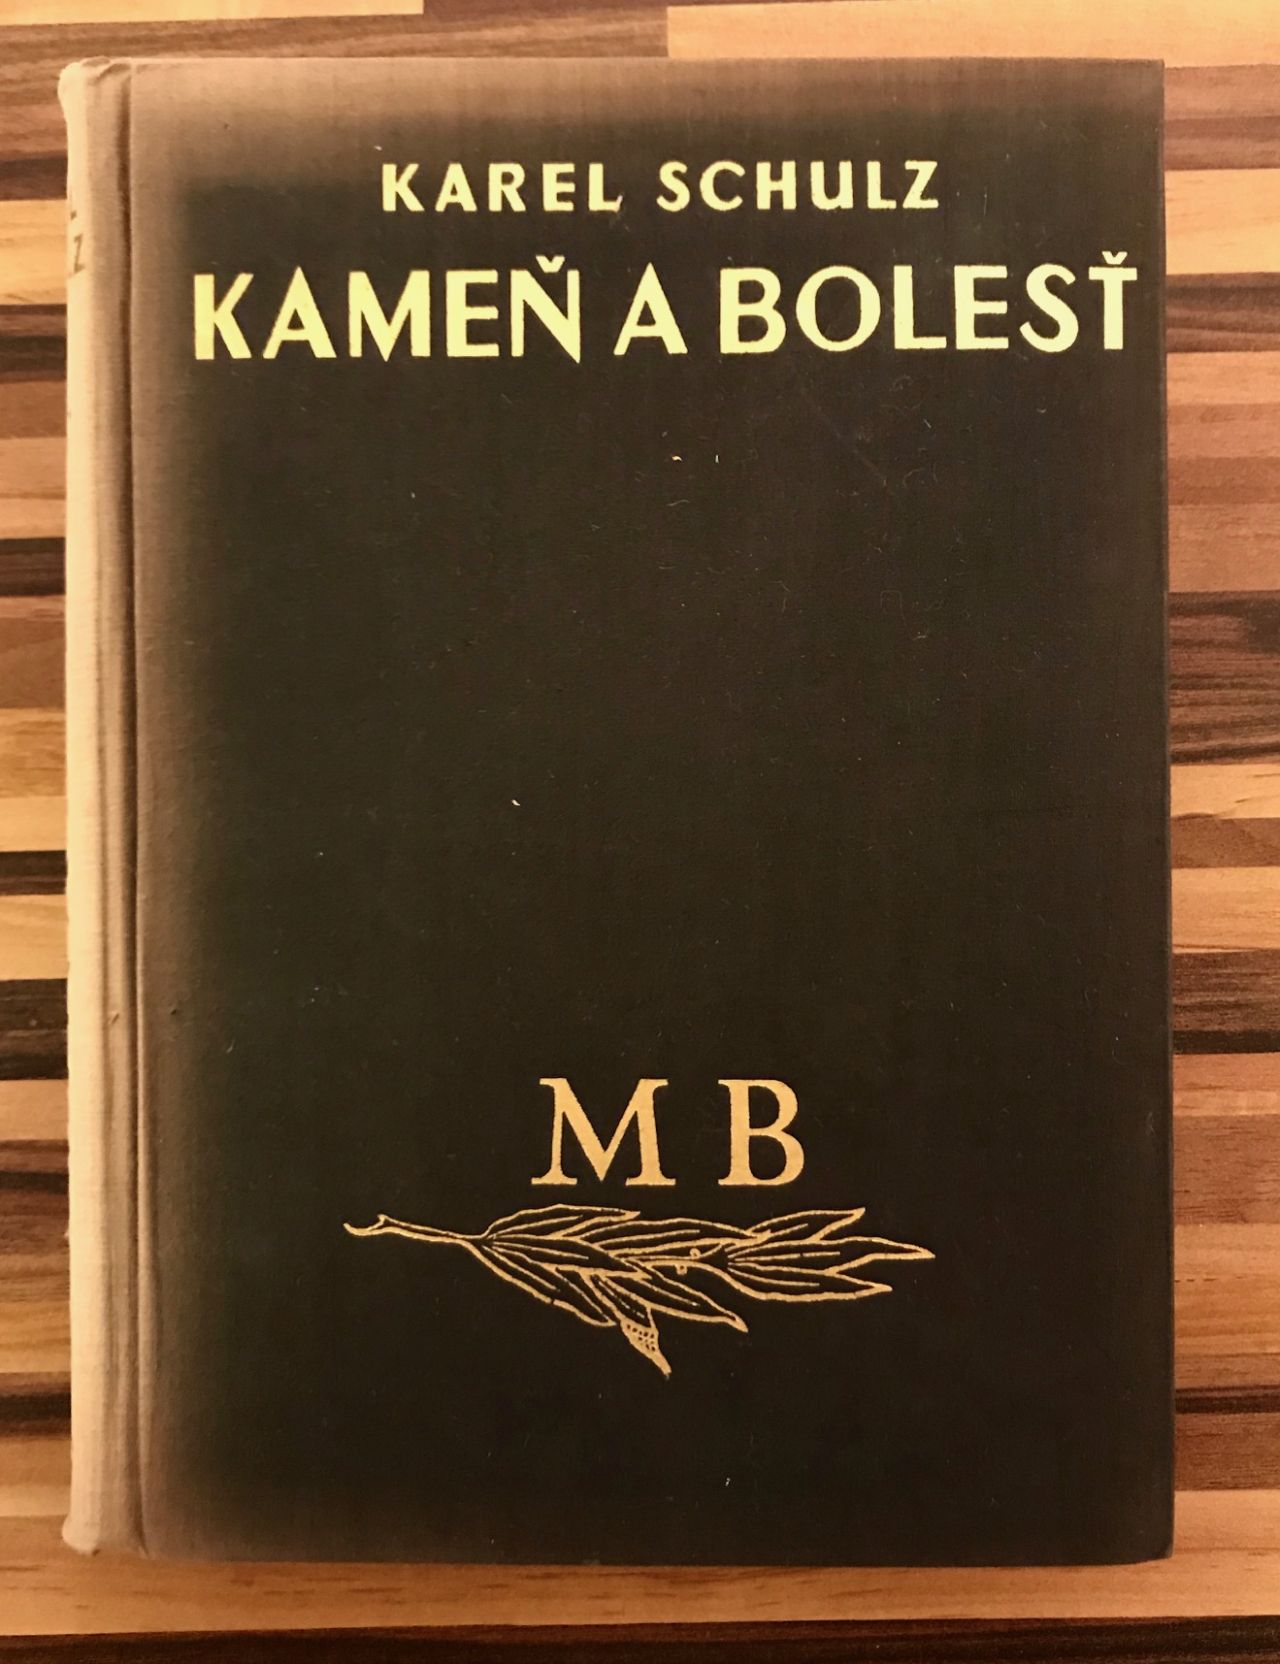 KAREL SCHULZ
KAMEŇ A BOLESŤ
M B